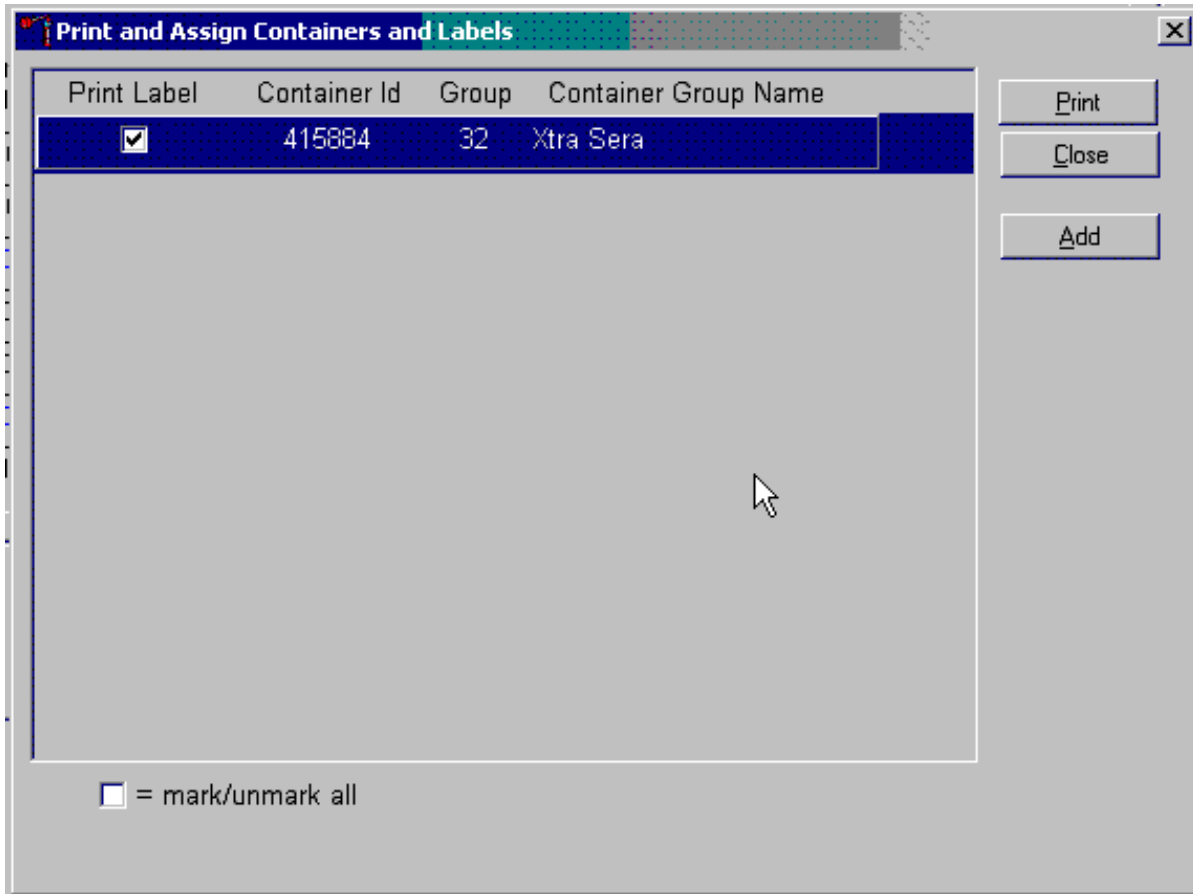 Print and Assign Containers and Labels
Print Label Container Id Group Container Group Name
415884 32 Xtra Sera
Print
Close
Add
= mark/unmark all